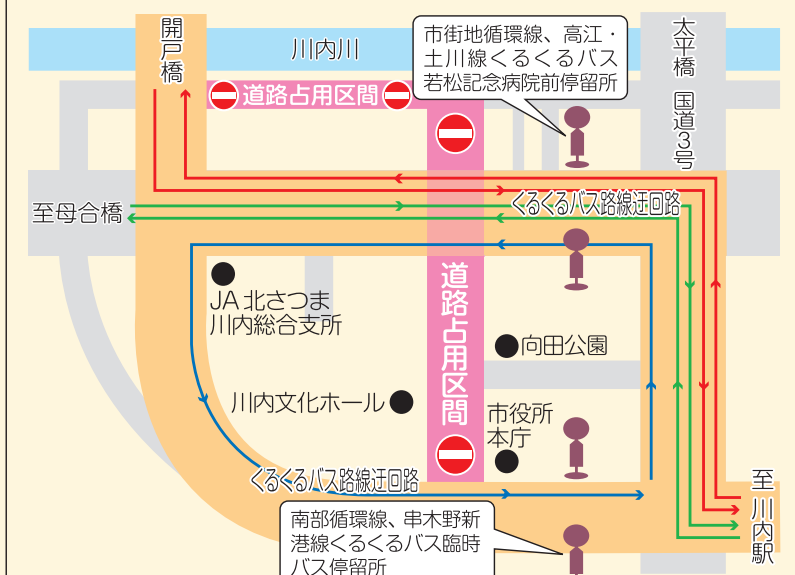 開戸橋
川内川
市街地循環線、高江・
土川線くるくるバス
若松記念病院前停留所
太平橋
国道3号
道路占用区間
至母合橋
くるくるバス路線迂回路
JA 北さつま
川内総合支所
道路占用区間
向田公園
川内文化ホール
市役所
本庁
くるくるバス路線迂回路
至 川内駅
南部循環線、串木野新
港線くるくるバス臨時
バス停留所